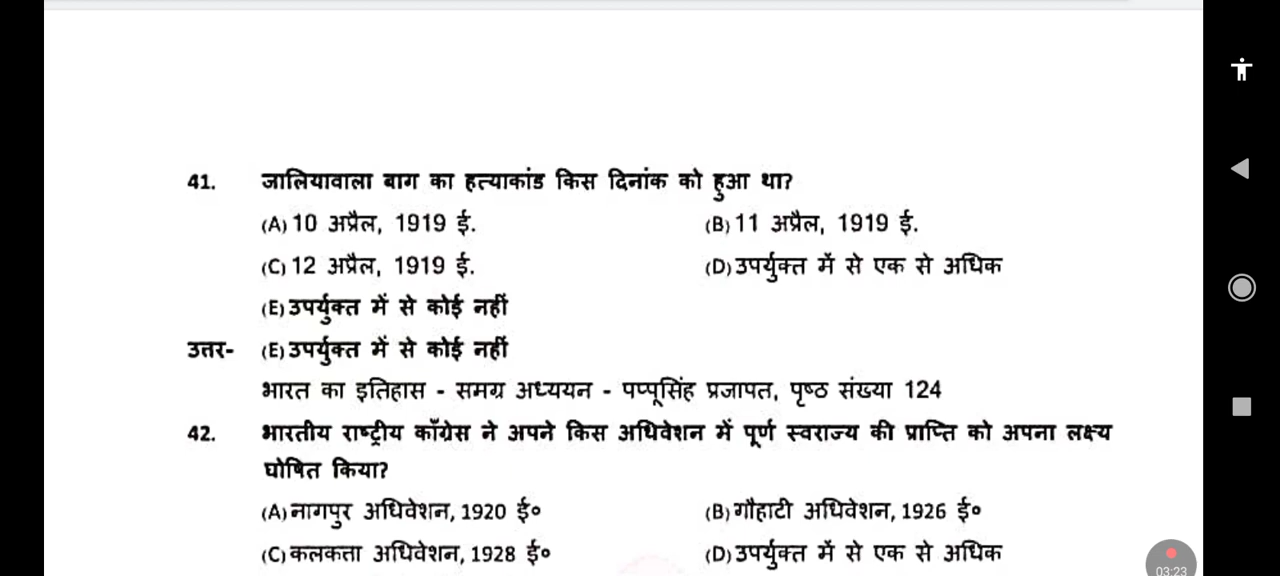 41. जालियावाला बाग का हत्याकांड किस दिनांक को हुआ था?
(A) 10 अप्रैल, 1919 ई. (B) 11 अप्रैल, 1919 ई.
(C) 12 अप्रैल, 1919 ई. (D) उपर्युक्त में से एक से अधिक
(E) उपर्युक्त में से कोई नहीं
उत्तर- (E) उपर्युक्त में से कोई नहीं
भारत का इतिहास - समग्र अध्ययन - पप्पूसिंह प्रजापत, पृष्ठ संख्या 124
42. भारतीय राष्ट्रीय काँग्रेस ने अपने किस अधिवेशन में पूर्ण स्वराज्य की प्राप्ति को अपना लक्ष्य
घोषित किया?
(A) नागपुर अधिवेशन, 1920 ई० (B) गौहाटी अधिवेशन, 1926 ई०
(C) कलकत्ता अधिवेशन, 1928 ई० (D) उपर्युक्त में से एक से अधिक
03:23